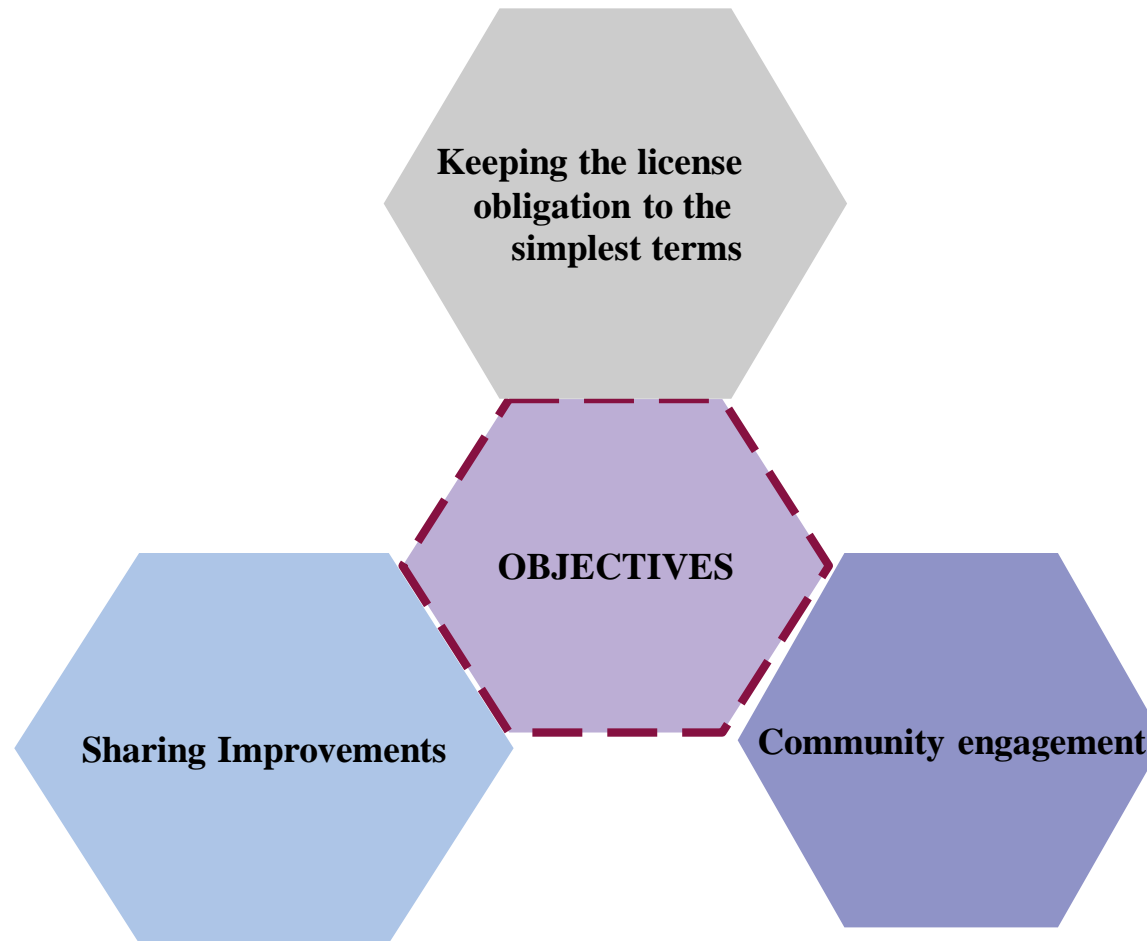 Keeping the license
obligation to the
simplest terms
OBJECTIVES
Sharing Improvements
Community engagement